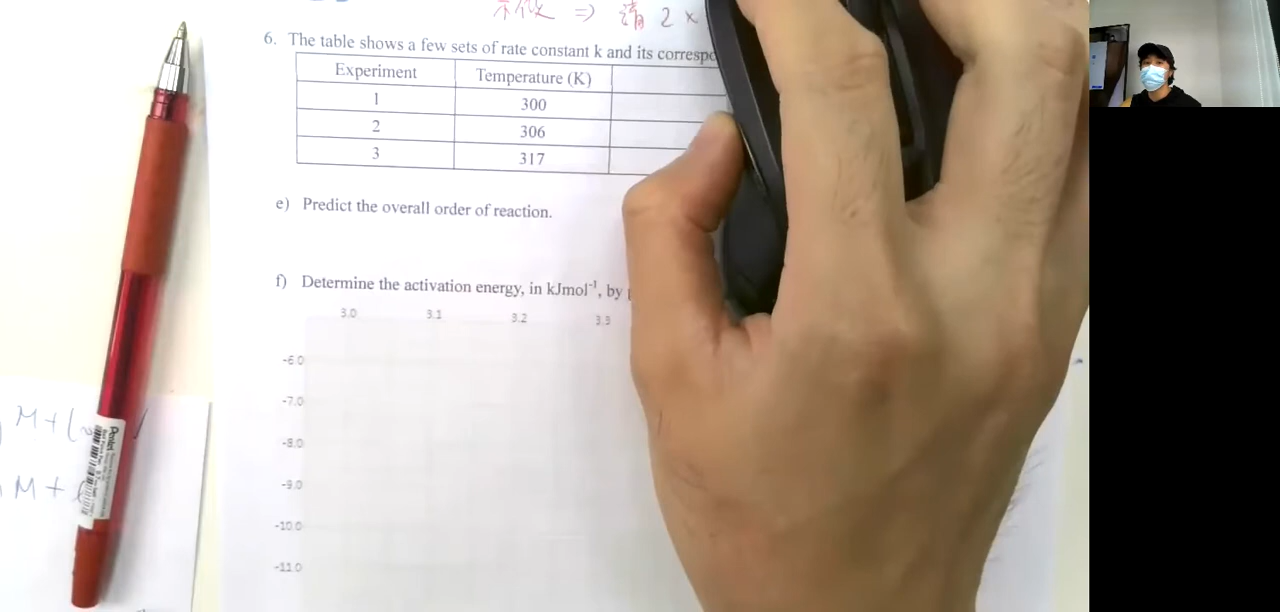 ⇒ 請 2 x
6. The table shows a few sets of rate constant k and its
Experiment Temperature (K)
1 300
2 306
3 317
e) Predict the overall order of reaction.
f) Determine the activation energy, in kJmol⁻¹, by
3.0 3.1 3.2 3.3
-6.0
-7.0
-8.0
-9.0
-10.0
-11.0
M + (
M +
Pentel